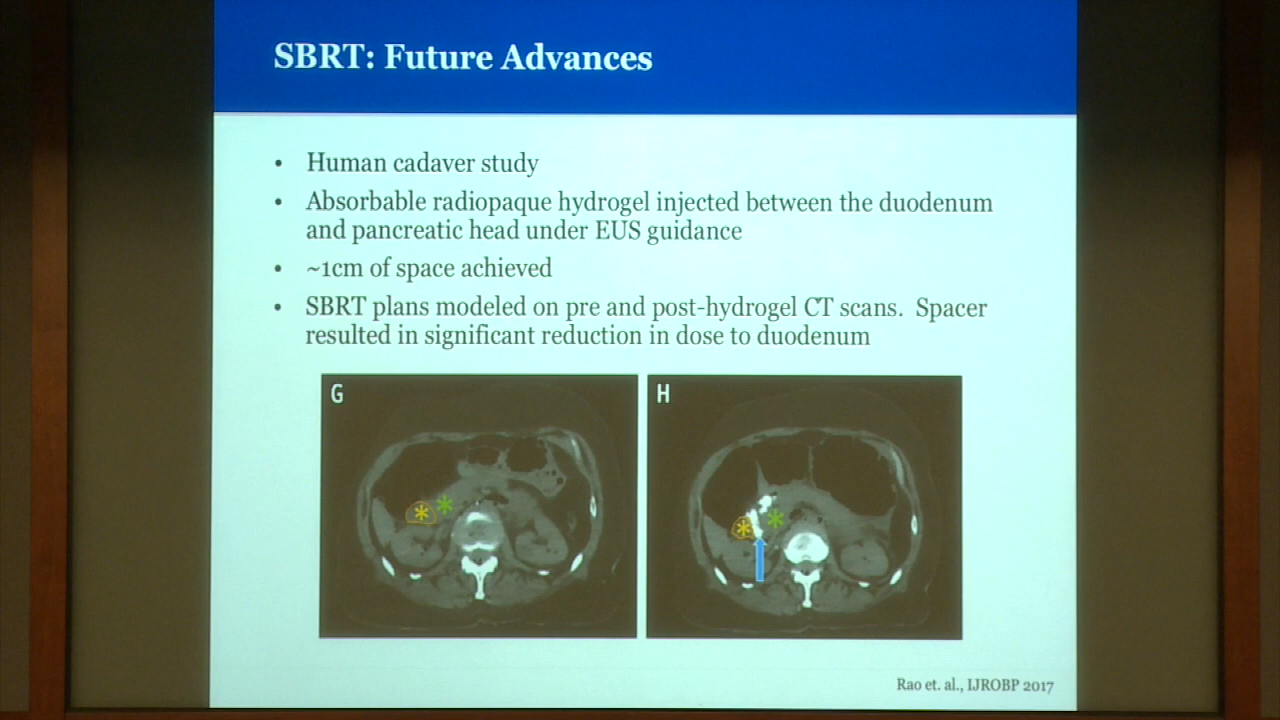 SBRT: Future Advances
• Human cadaver study
• Absorbable radiopaque hydrogel injected between the duodenum
and pancreatic head under EUS guidance
• ~1cm of space achieved
• SBRT plans modeled on pre and post-hydrogel CT scans. Spacer
resulted in significant reduction in dose to duodenum
G
H
Rao et. al., IJROBP 2017